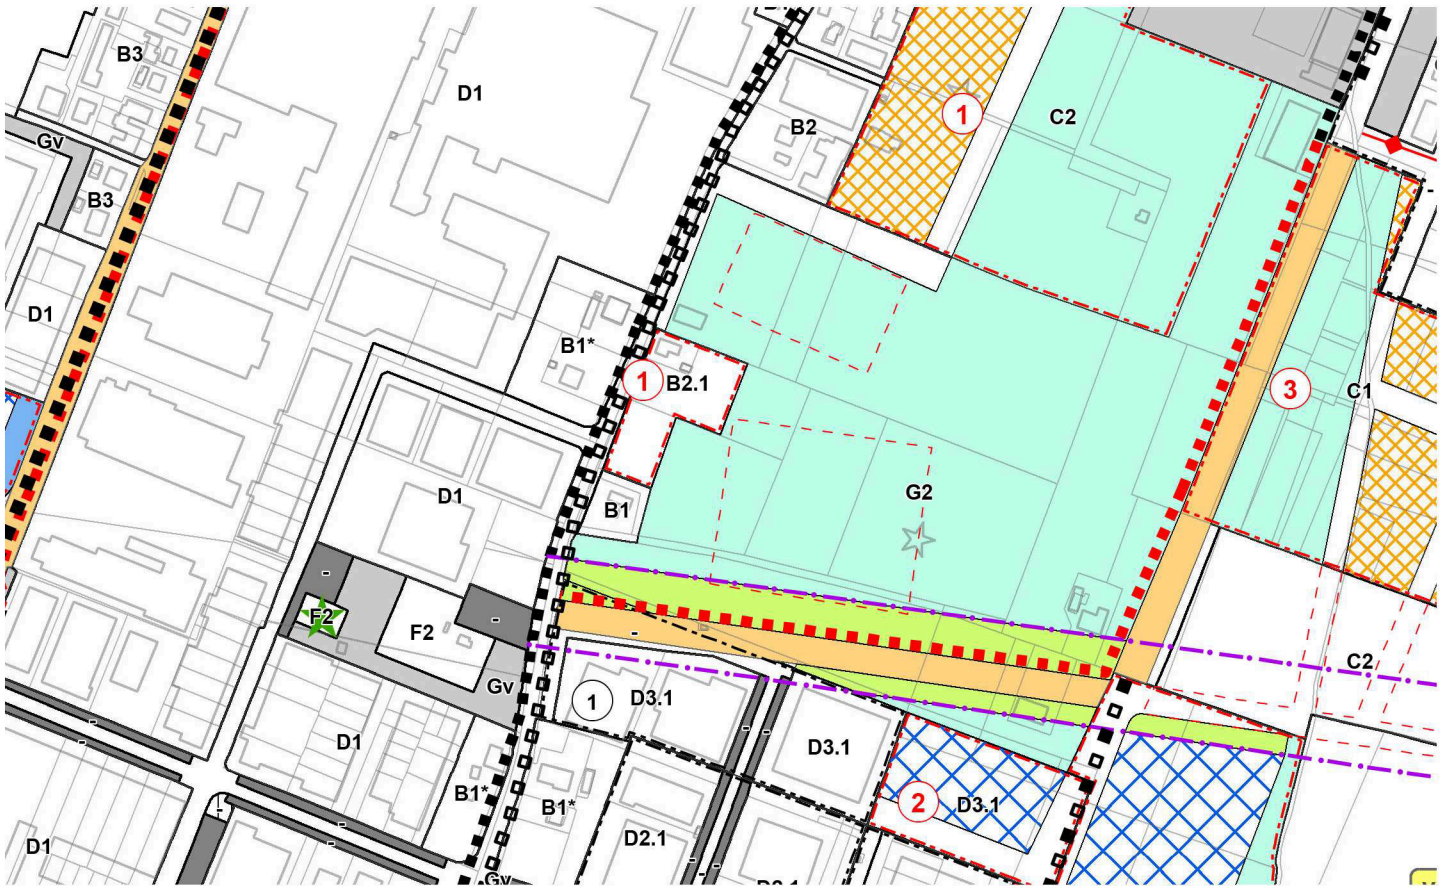 B3
D1
1
C2
B2
Gv
B3
D1
B1*
1
B2.1
3
C1
D1
G2
B1
-
F2
F2
-
-
Gv
1
D3.1
C2
D1
D3.1
-
-
-
-
B1*
B1*
2
D3.1
-
-
D1
D2.1
-
-
-
Gv